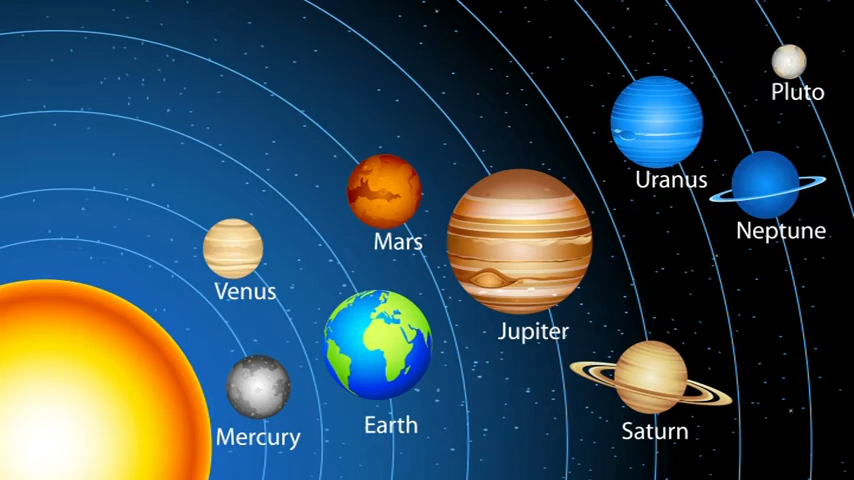 Pluto
Uranus
Neptune
Mars
Venus
Jupiter
Earth
Saturn
Mercury